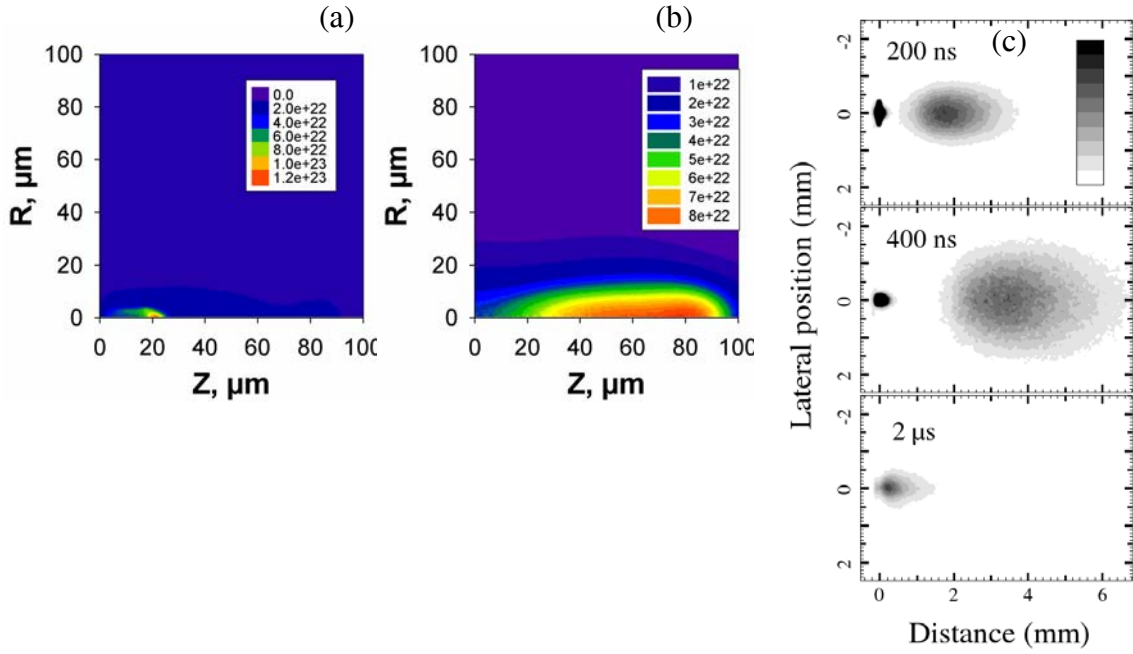 (a)
100
80
60
40
20
0
R, µm
0 20 40 60 80 100
Z, µm
0.0
2.0e+22
4.0e+22
6.0e+22
8.0e+22
1.0e+23
1.2e+23
(b)
100
80
60
40
20
0
R, µm
0 20 40 60 80 100
Z, µm
1e+22
2e+22
3e+22
4e+22
5e+22
6e+22
7e+22
8e+22
(c)
200 ns
-2
0
2
400 ns
-2
0
2
2 µs
-2
0
2
Lateral position (mm)
0 2 4 6
Distance (mm)